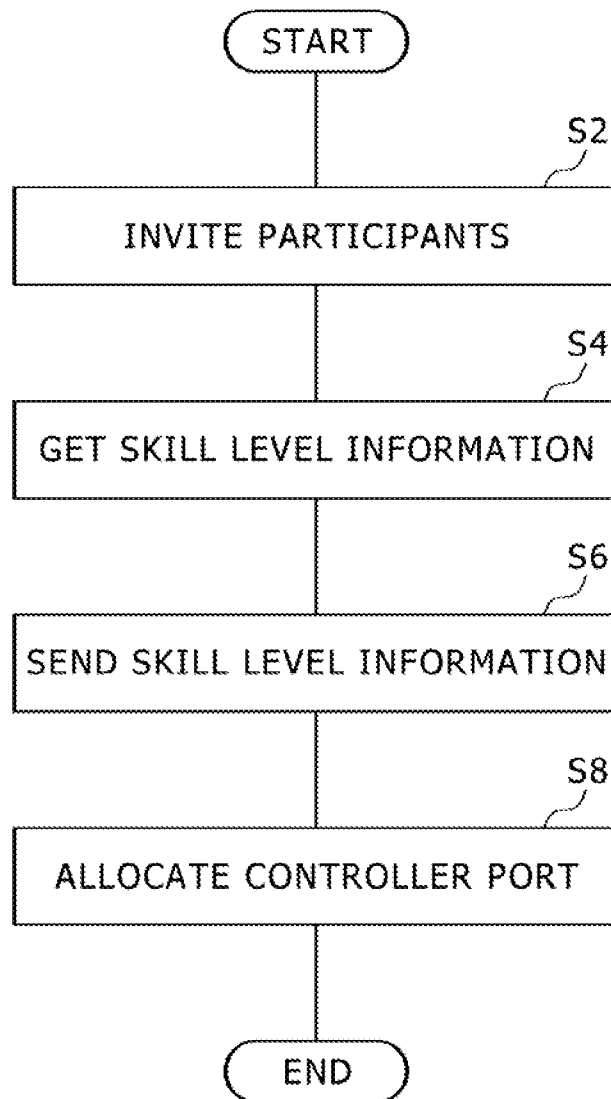 START
S2
INVITE PARTICIPANTS
S4
GET SKILL LEVEL INFORMATION
S6
SEND SKILL LEVEL INFORMATION
S8
ALLOCATE CONTROLLER PORT
END